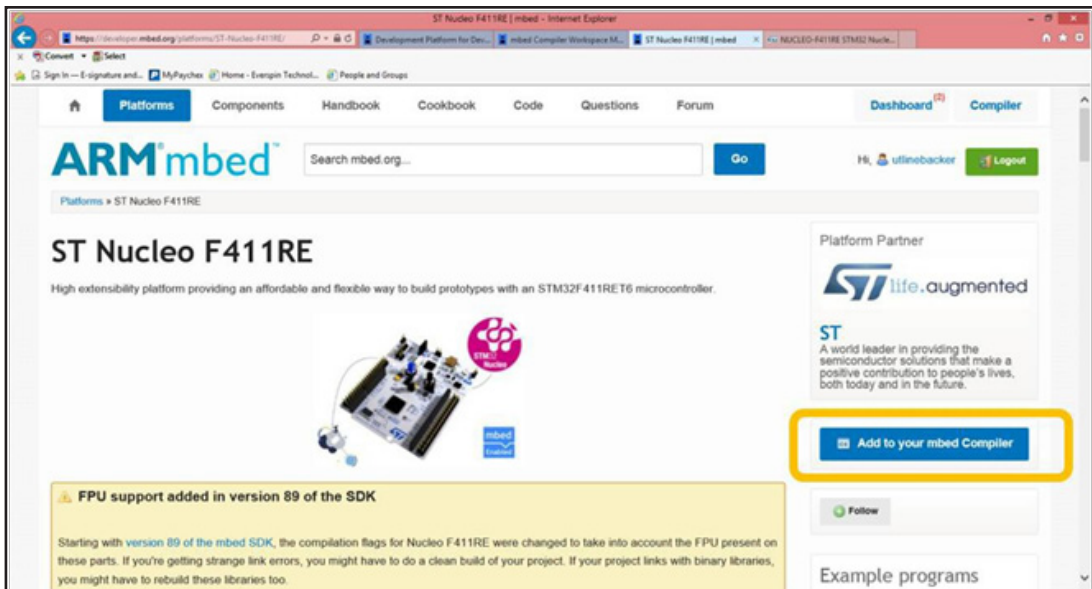 ST Nucleo F411RE | mbed - Internet Explorer
https://developer.mbed.org/platforms/ST-Nucleo-F411RE/
Development Platform for Dev...
mbed Compiler Workspace M...
ST Nucleo F411RE | mbed
NUCLEO-F411RE STM32 Nucle...
Convert
Select
Sign In — E-signature and...
MyPaychex
Home - Everspin Technol...
People and Groups
Platforms
Components
Handbook
Cookbook
Code
Questions
Forum
Dashboard (2)
Compiler
ARM®mbed™
Search mbed.org...
Go
Hi, utlinebacker
Logout
Platforms » ST Nucleo F411RE
ST Nucleo F411RE
High extensibility platform providing an affordable and flexible way to build prototypes with an STM32F411RET6 microcontroller.
STM32
Nucleo
mbed
Enabled
FPU support added in version 89 of the SDK
Starting with version 89 of the mbed SDK, the compilation flags for Nucleo F411RE were changed to take into account the FPU present on
these parts. If you're getting strange link errors, you might have to do a clean build of your project. If your project links with binary libraries,
you might have to rebuild these libraries too.
Platform Partner
ST life.augmented
ST
A world leader in providing the
semiconductor solutions that make a
positive contribution to people's lives,
both today and in the future.
Add to your mbed Compiler
Follow
Example programs